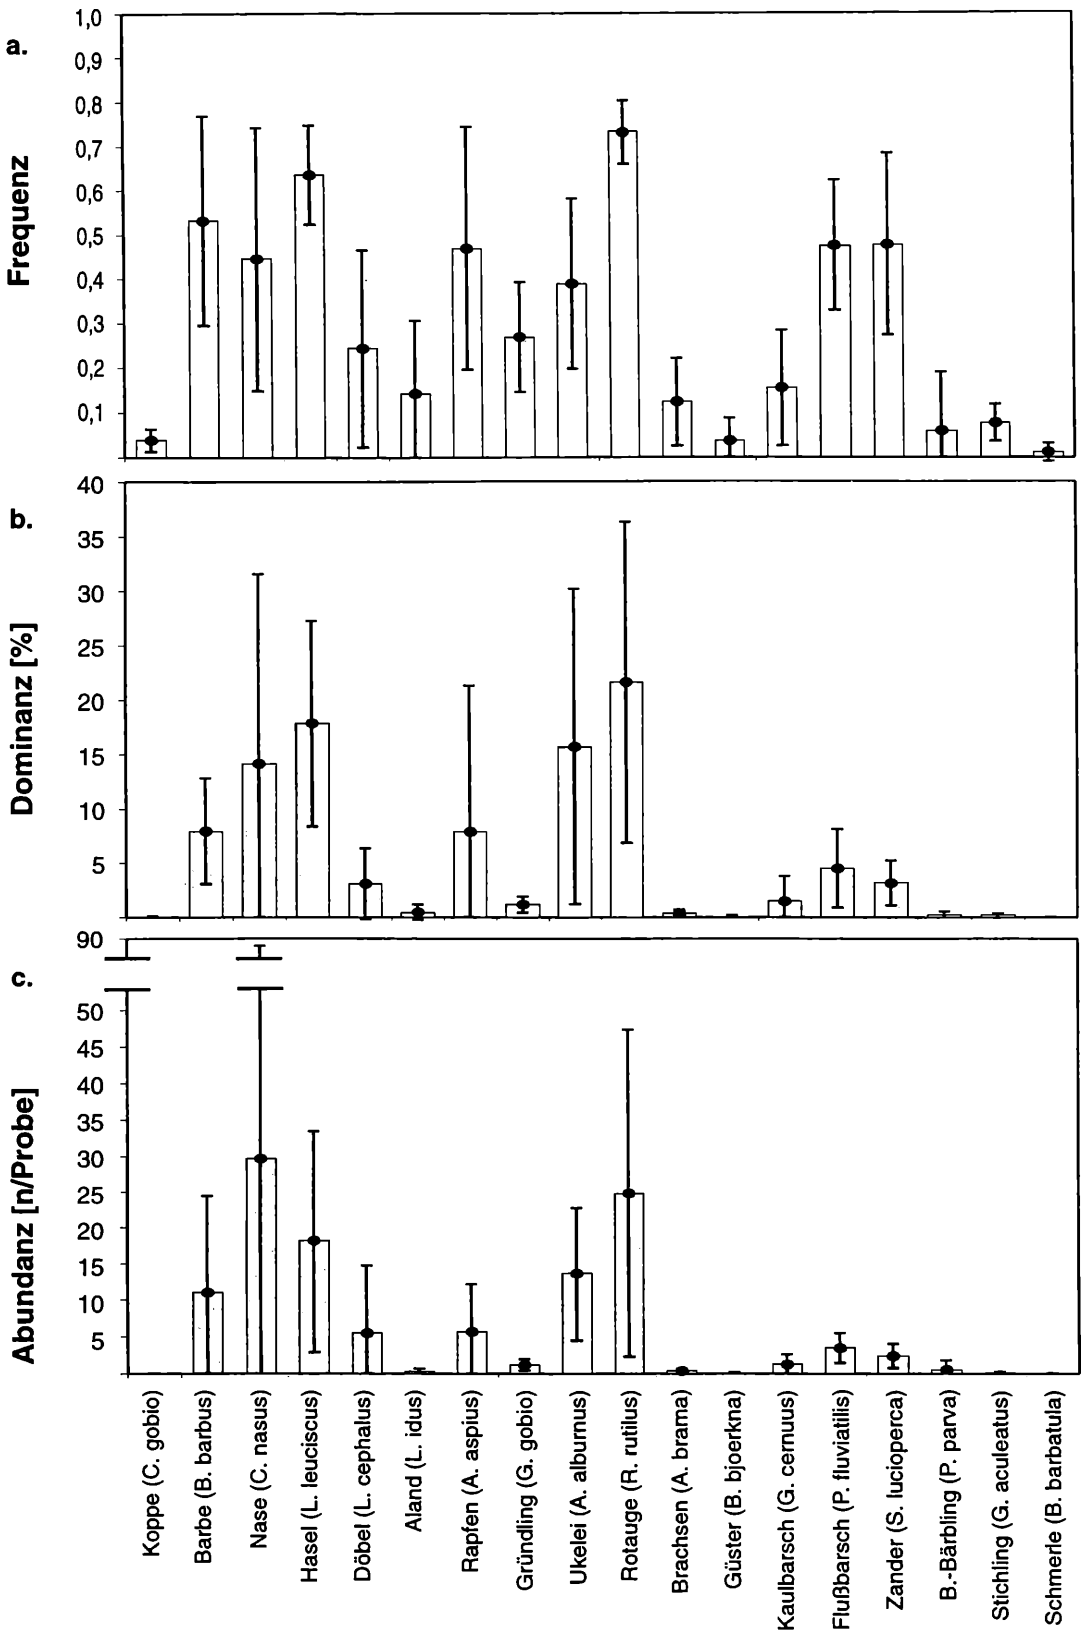 a.
Frequenz
1,0
0,9
0,8
0,7
0,6
0,5
0,4
0,3
0,2
0,1
b.
Dominanz [%]
40
35
30
25
20
15
10
5
c.
Abundanz [n/Probe]
90
50
45
40
35
30
25
20
15
10
5
Koppe (C. gobio)
Barbe (B. barbus)
Nase (C. nasus)
Hasel (L. leuciscus)
Döbel (L. cephalus)
Aland (L. idus)
Rapfen (A. aspius)
Gründling (G. gobio)
Ukelei (A. alburnus)
Rotauge (R. rutilus)
Brachsen (A. brama)
Güster (B. bjoerkna)
Kaulbarsch (G. cernuus)
Flußbarsch (P. fluviatilis)
Zander (S. lucioperca)
B.-Bärbling (P. parva)
Stichling (G. aculeatus)
Schmerle (B. barbatula)